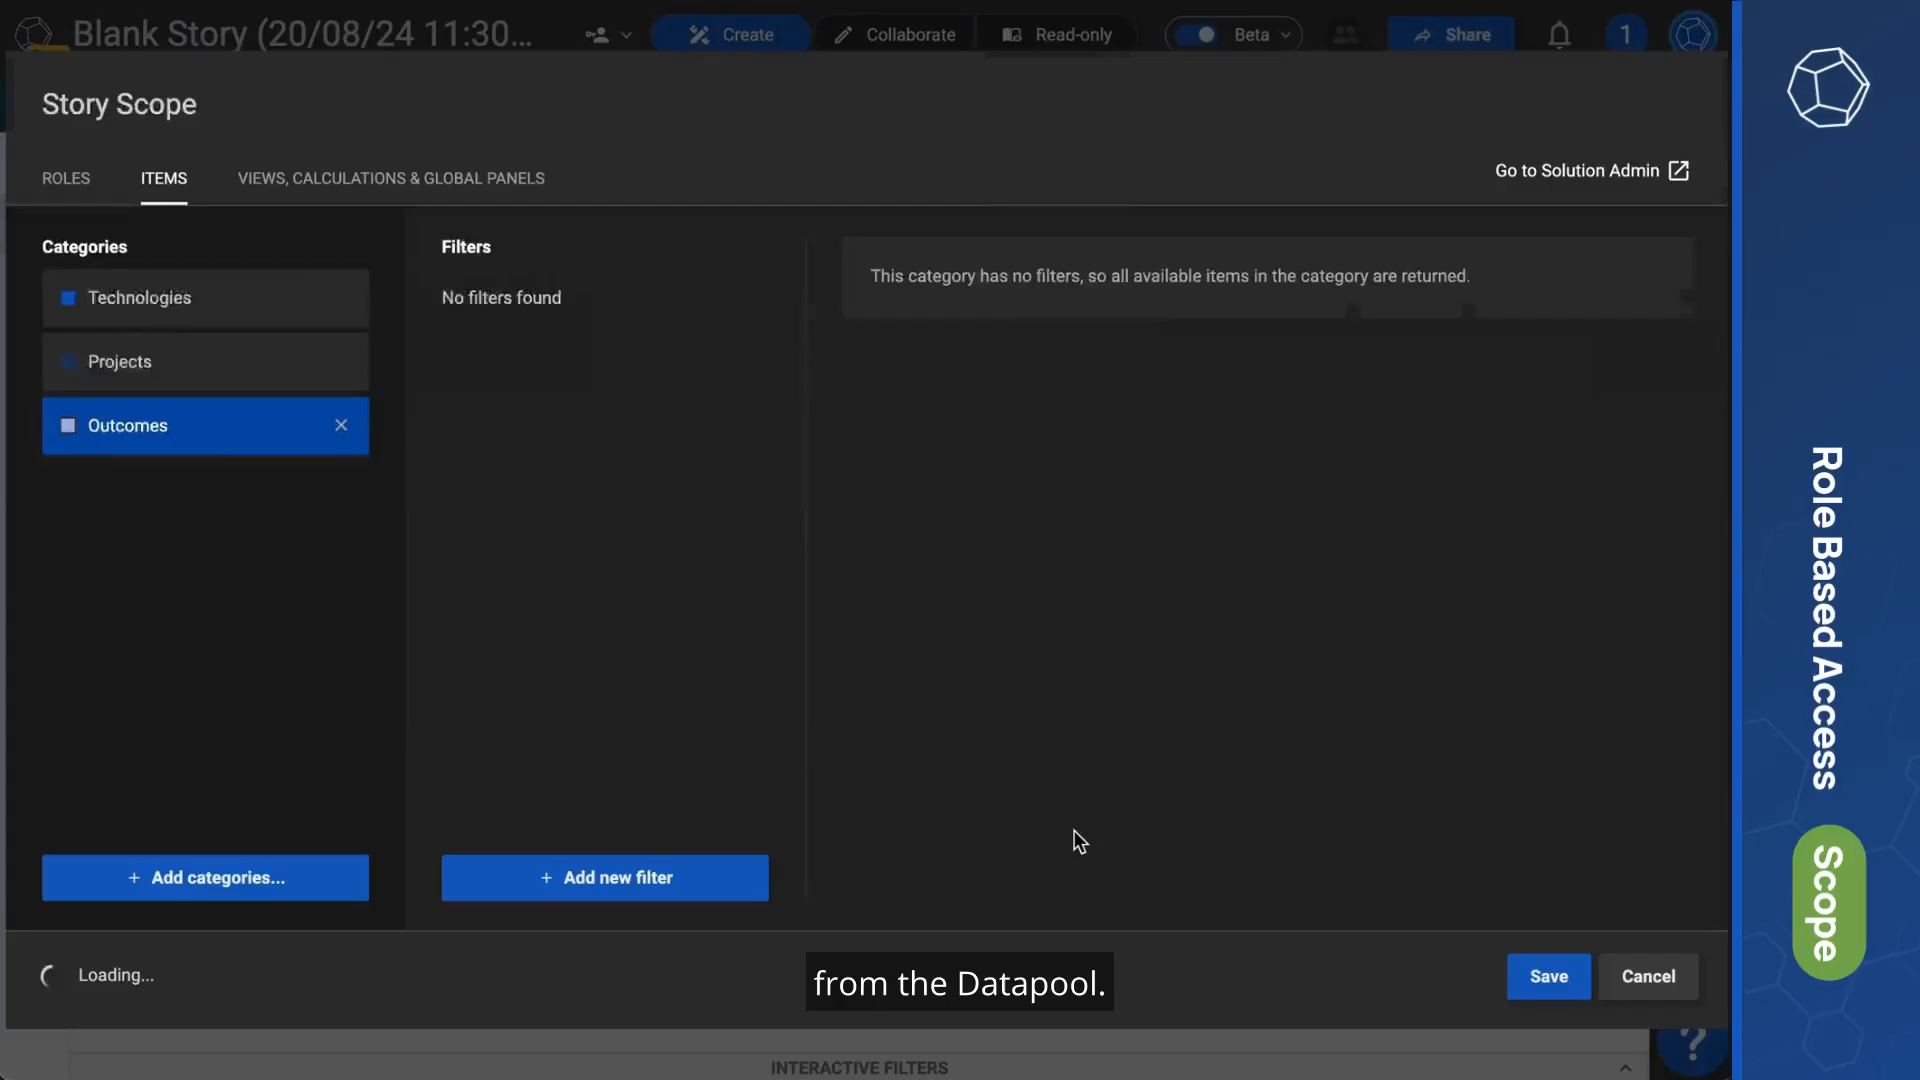 Blank Story (20/08/24 11:30...
Create
Collaborate
Read-only
Beta
Share
1
Story Scope
ROLES
ITEMS
VIEWS, CALCULATIONS & GLOBAL PANELS
Go to Solution Admin
Categories
Technologies
Projects
Outcomes
+ Add categories...
Filters
No filters found
+ Add new filter
This category has no filters, so all available items in the category are returned.
Loading...
from the Datapool.
Save
Cancel
INTERACTIVE FILTERS
?
Role Based Access
Scope